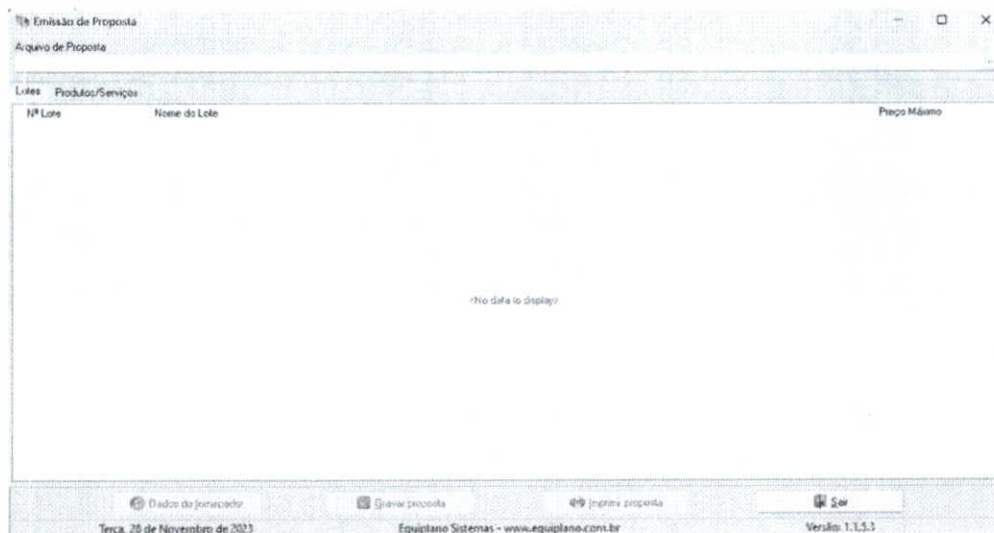 Emissão de Proposta
Arquivo de Proposta
Lotes Produtos/Serviços
Nº Lote Nome do Lote Preço Máximo
<No data to display>
Dados do fornecedor Gravar proposta Imprimir proposta Sair
Terça, 28 de Novembro de 2023 Equiplano Sistemas - www.equiplano.com.br Versão: 1.1.5.3